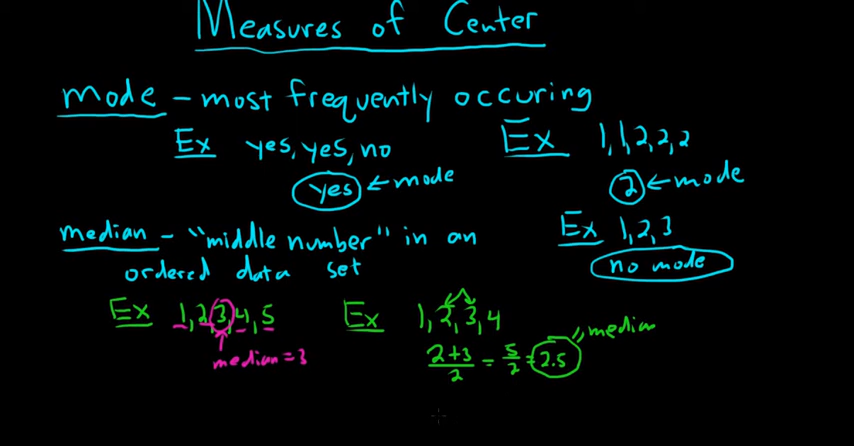 Measures of Center
mode - most frequently occuring
Ex yes, yes, no
yes ← mode
Ex 1, 1, 2, 2, 2
2 ← mode
Ex 1, 2, 3
no mode
median - "middle number" in an
ordered data set
Ex 1, 2, 3, 4, 5
median = 3
Ex 1, 2, 3, 4
2+3/2 = 5/2 = 2.5
median